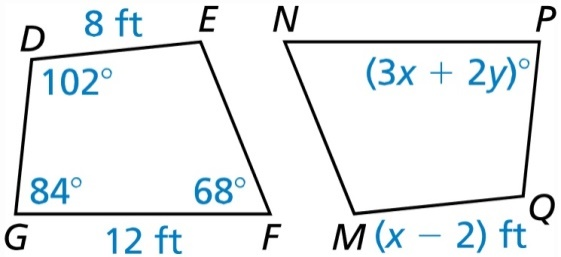 D 8 ft E
102°
84° 68°
G 12 ft F
N P
(3x + 2y)°
M (x − 2) ft Q